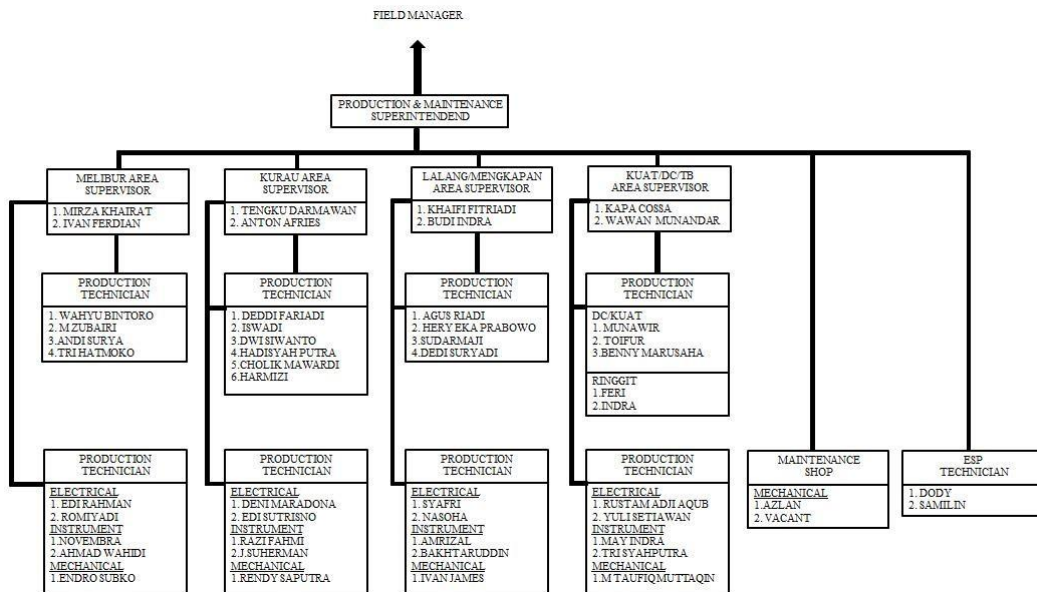 FIELD MANAGER
PRODUCTION & MAINTENANCE
SUPERINTENDEND
MELIBUR AREA
SUPERVISOR
1. MIRZA KHAIRAT
2. IVAN FERDIAN
KURAU AREA
SUPERVISOR
1. TENGKU DARMAWAN
2. ANTON AFRIES
LALANG/MENGKAPAN
AREA SUPERVISOR
1. KHAIFI FITRIADI
2. BUDI INDRA
KUAT/DC/TB
AREA SUPERVISOR
1. KAPA COSSA
2. WAWAN MUNANDAR
PRODUCTION
TECHNICIAN
1. WAHYU BINTORO
2. M ZUBAIRI
3.ANDI SURYA
4.TRI HATMOKO
PRODUCTION
TECHNICIAN
1. DEDDI FARIADI
2. ISWADI
3.DWI SIWANTO
4.HADISYAH PUTRA
5.CHOLIK MAWARDI
6.HARMIZI
PRODUCTION
TECHNICIAN
1. AGUS RIADI
2. HERY EKA PRABOWO
3.SUDARMAJI
4.DEDI SURYADI
PRODUCTION
TECHNICIAN
DC/KUAT
1. MUNAWIR
2. TOIFUR
3.BENNY MARUSAHA
RINGGIT
1.FERI
2.INDRA
PRODUCTION
TECHNICIAN
ELECTRICAL
1. EDI RAHMAN
2. ROMIYADI
INSTRUMENT
1.NOVEMBRA
2.AHMAD WAHIDI
MECHANICAL
1.ENDRO SUBKO
PRODUCTION
TECHNICIAN
ELECTRICAL
1. DENI MARADONA
2. EDI SUTRISNO
INSTRUMENT
1. RAZI FAHMI
2.J.SUHERMAN
MECHANICAL
1.RENDY SAPUTRA
PRODUCTION
TECHNICIAN
ELECTRICAL
1. SYAFRI
2. NASOHA
INSTRUMENT
1.AMRIZAL
2.BAKHTARUDDIN
MECHANICAL
1.IVAN JAMES
PRODUCTION
TECHNICIAN
ELECTRICAL
1. RUSTAM ADJI AQUB
2. YULI SETIAWAN
INSTRUMENT
1.MAY INDRA
2.TRI SYAHPUTRA
MECHANICAL
1.M TAUFIQ MUTTAQIN
MAINTENANCE
SHOP
MECHANICAL
1.AZLAN
2. VACANT
ESP
TECHNICIAN
1. DODY
2. SAMILIN